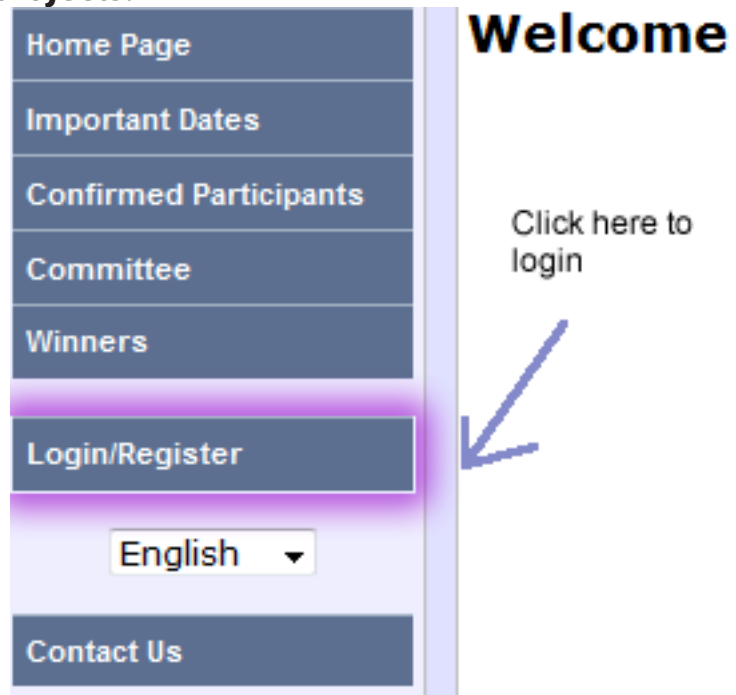 Home Page
Welcome
Important Dates
Confirmed Participants
Click here to
login
Committee
Winners
Login/Register
English
Contact Us